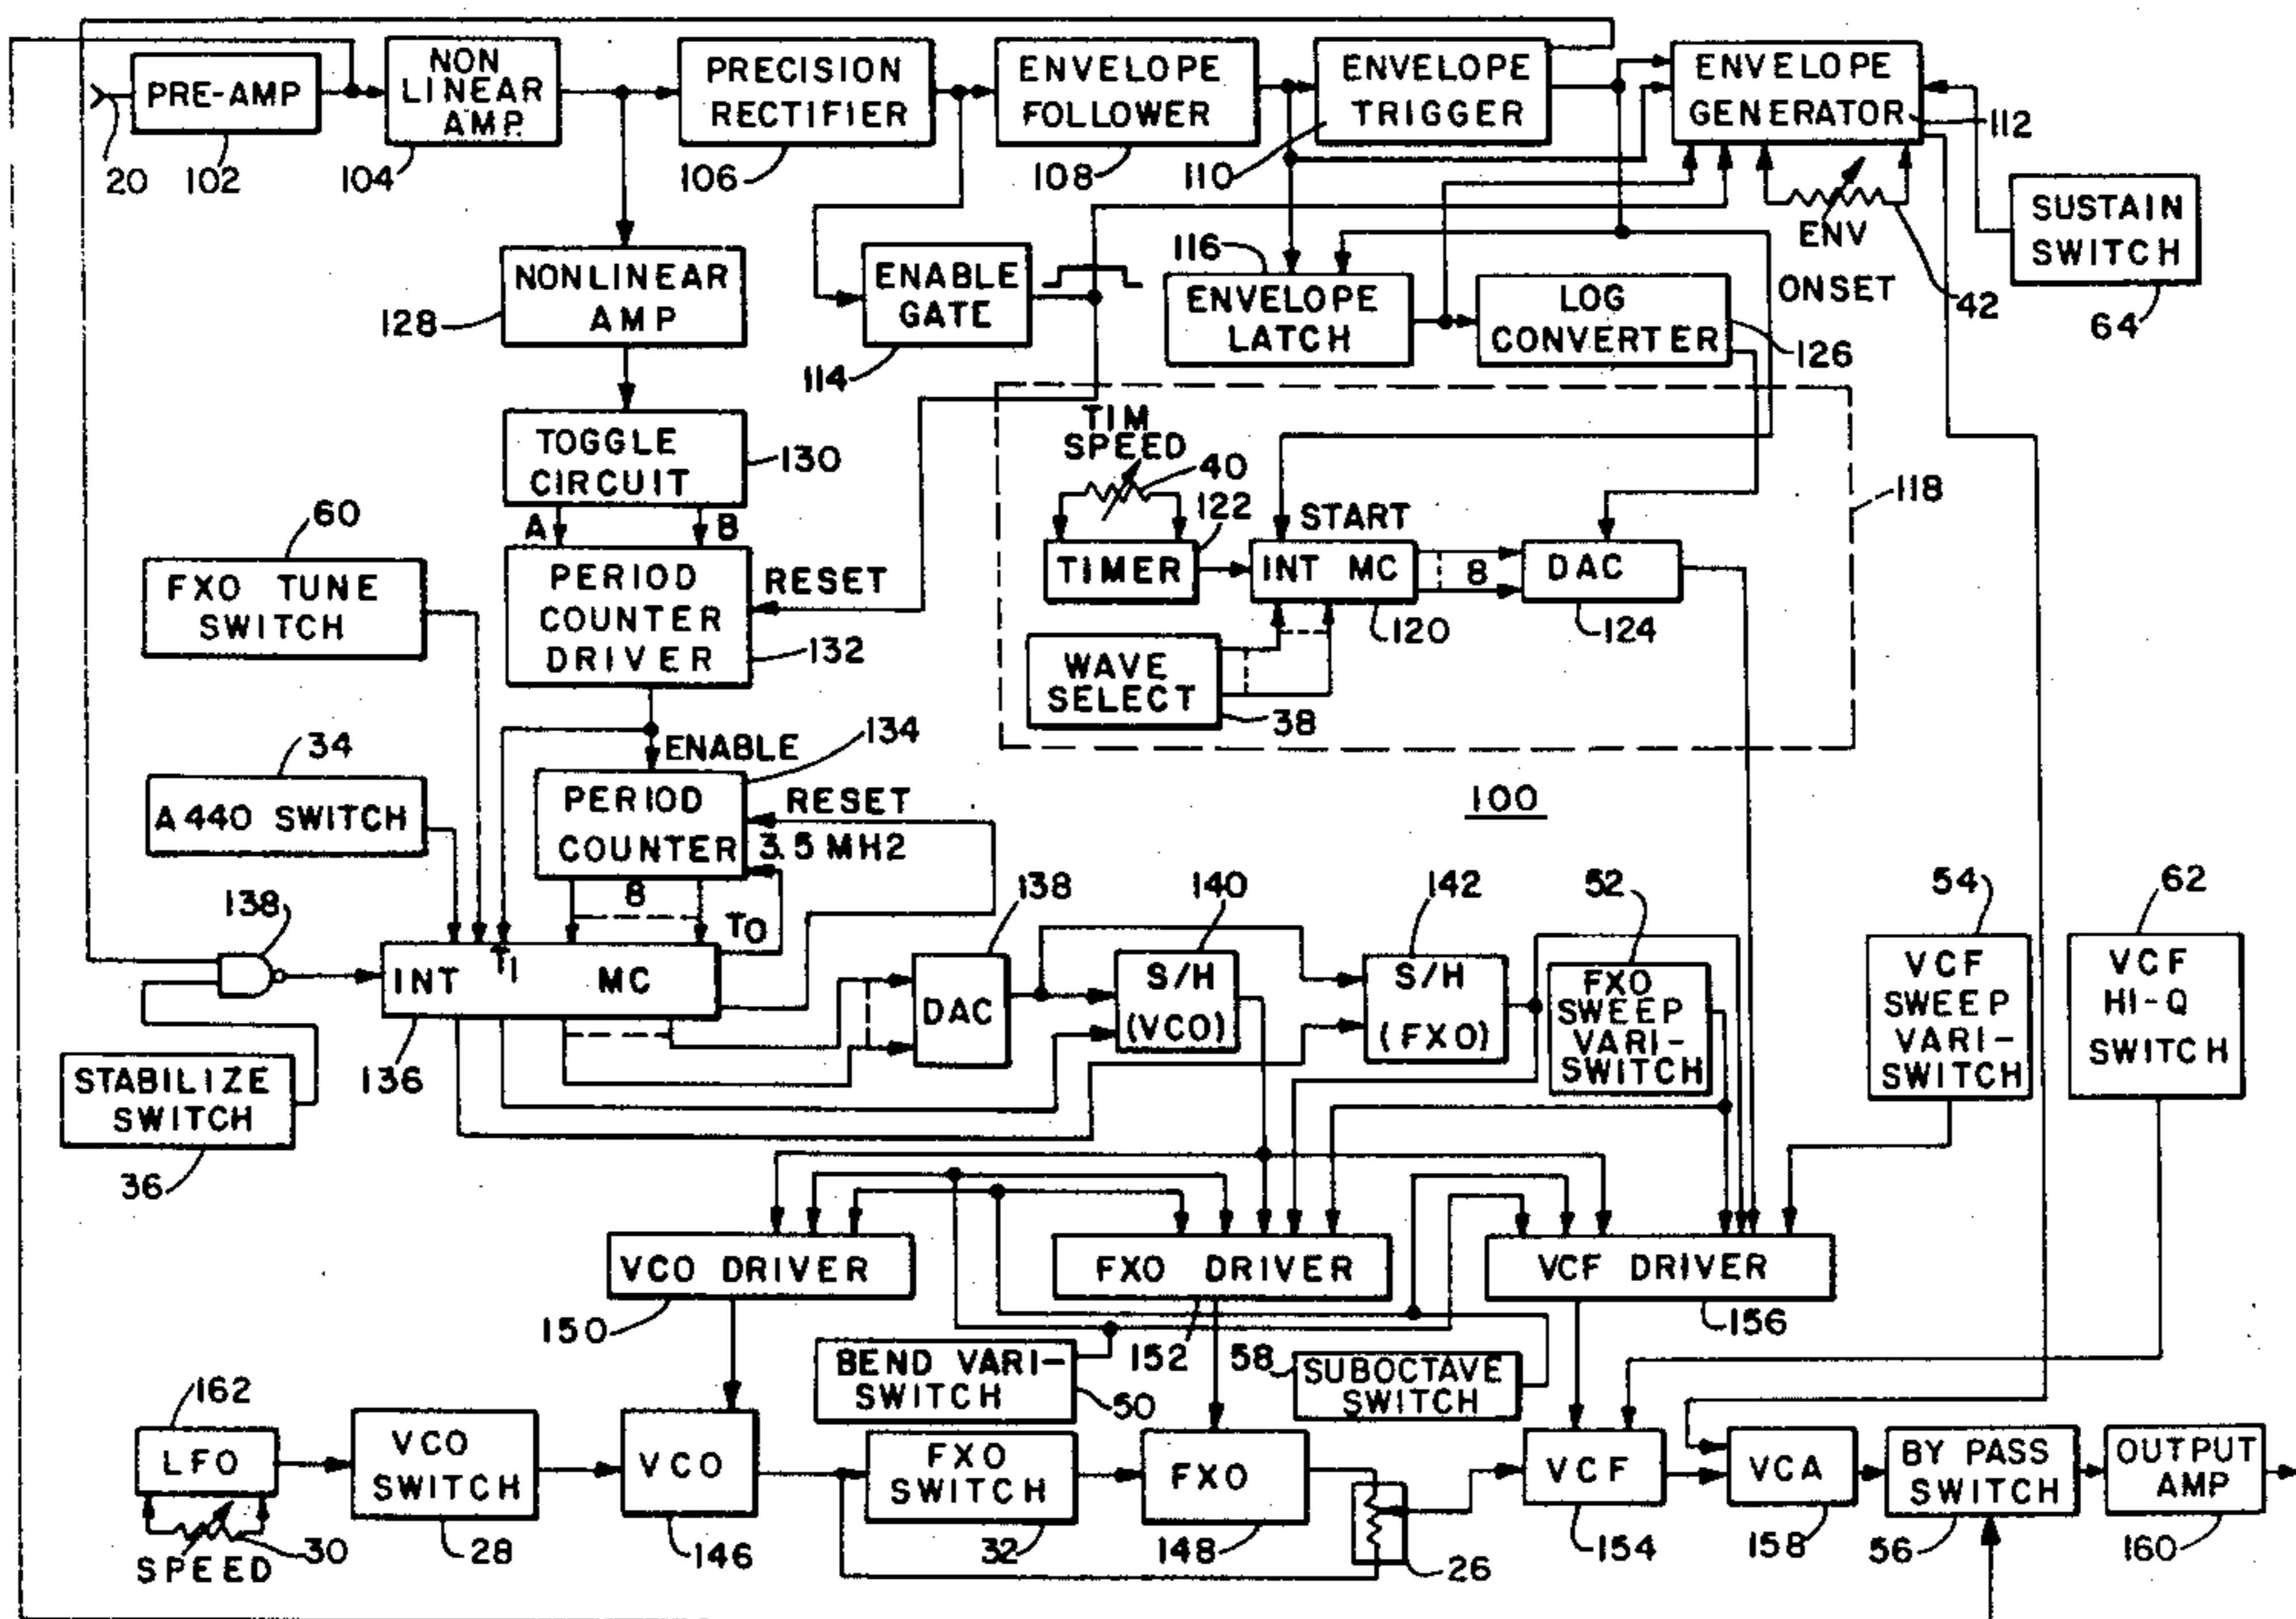 PRE-AMP
NON
LINEAR
AMP.
PRECISION
RECTIFIER
ENVELOPE
FOLLOWER
ENVELOPE
TRIGGER
ENVELOPE
GENERATOR
112
20
102
104
106
108
110
ENV
ONSET
42
SUSTAIN
SWITCH
64
NONLINEAR
AMP
128
ENABLE
GATE
114
116
ENVELOPE
LATCH
LOG
CONVERTER
126
TOGGLE
CIRCUIT
130
A
B
TIM
SPEED
40
122
TIMER
START
INT MC
120
8
DAC
124
118
WAVE
SELECT
38
60
FXO TUNE
SWITCH
PERIOD
COUNTER
DRIVER
RESET
132
34
A440 SWITCH
ENABLE
134
PERIOD
COUNTER
RESET
3.5 MH2
8
TO
100
138
INT T1 MC
136
STABILIZE
SWITCH
36
138
DAC
140
S/H
(VCO)
142
S/H
(FXO)
52
FXO
SWEEP
VARI-
SWITCH
54
VCF
SWEEP
VARI-
SWITCH
62
VCF
HI-Q
SWITCH
VCO DRIVER
150
FXO DRIVER
152
VCF DRIVER
156
BEND VARI-
SWITCH
50
58
SUBOCTAVE
SWITCH
162
LFO
SPEED
30
VCO
SWITCH
28
VCO
146
FXO
SWITCH
32
FXO
148
26
VCF
154
VCA
158
BY PASS
SWITCH
56
OUTPUT
AMP
160